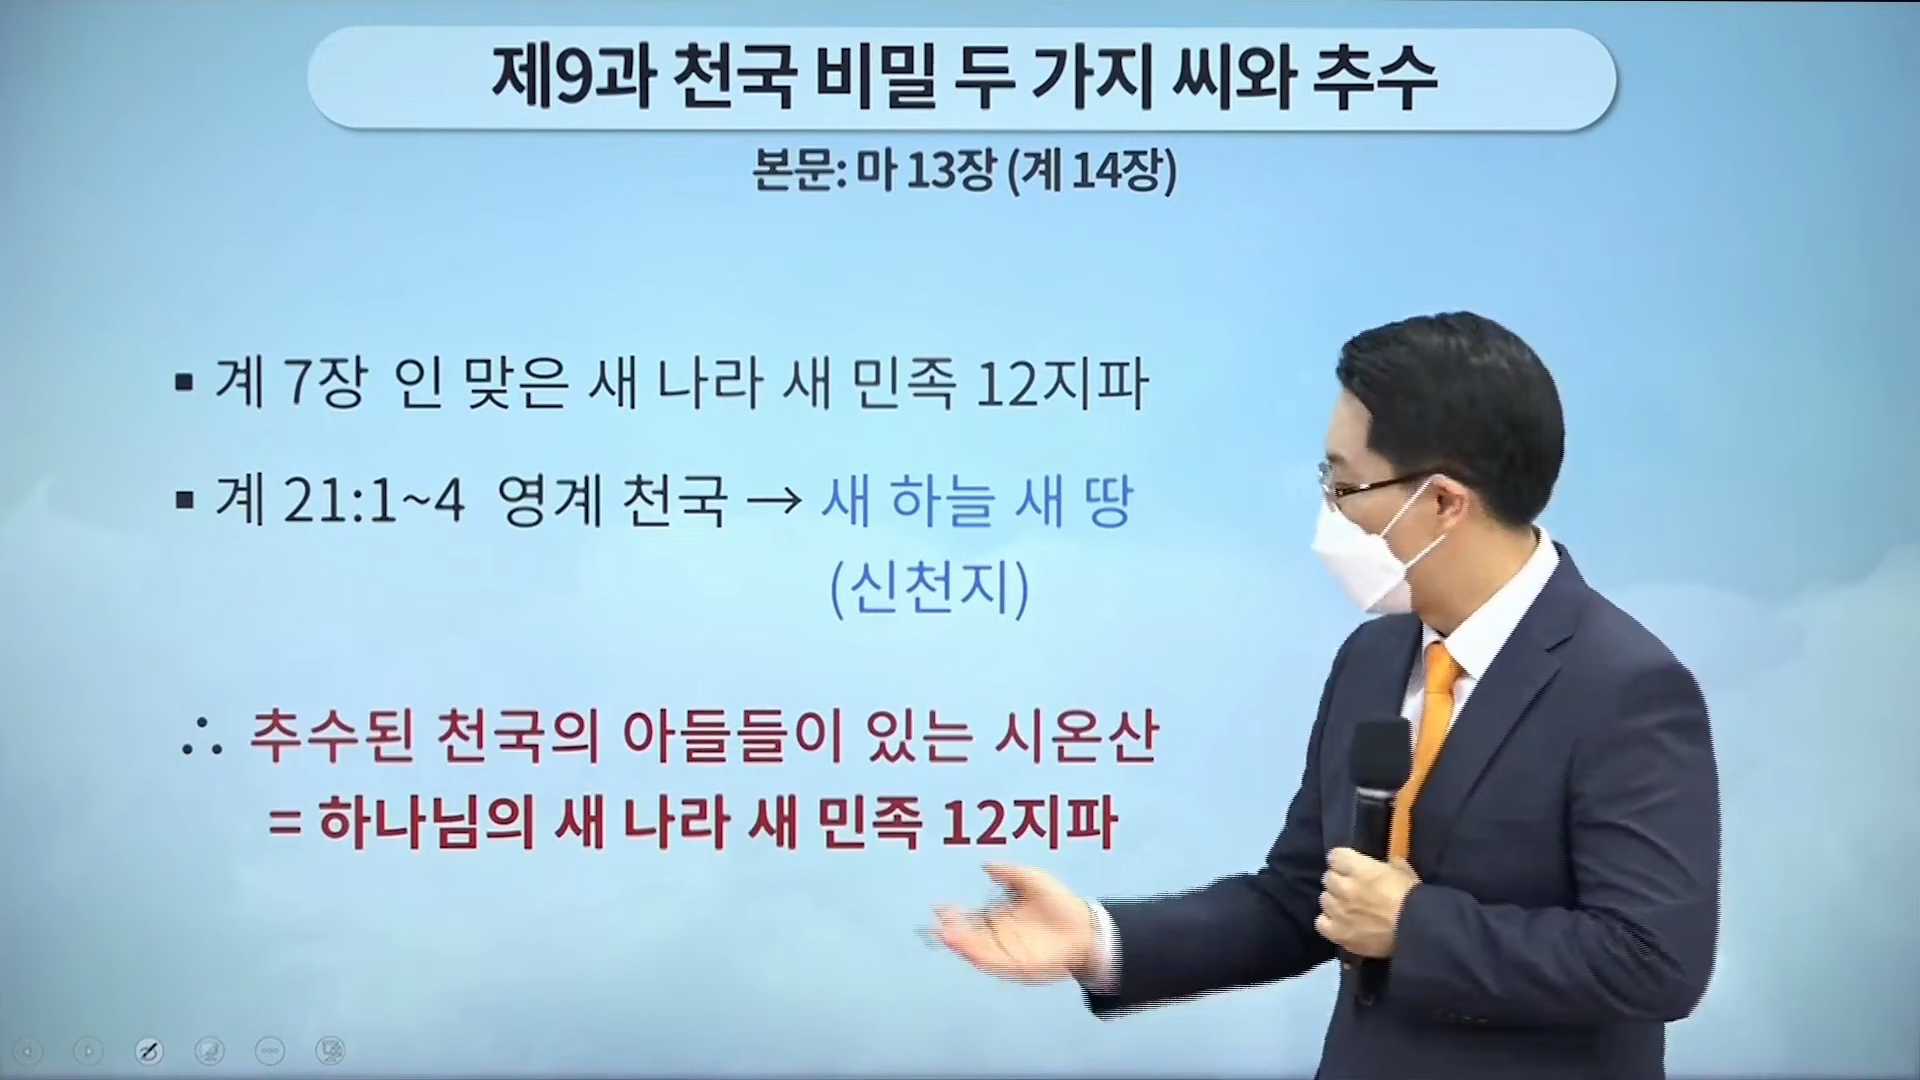 제9과 천국 비밀 두 가지 씨와 추수
본문: 마 13장 (계 14장)
▪ 계 7장 인 맞은 새 나라 새 민족 12지파
▪ 계 21:1~4 영계 천국 → 새 하늘 새 땅
(신천지)
∴ 추수된 천국의 아들들이 있는 시온산
= 하나님의 새 나라 새 민족 12지파